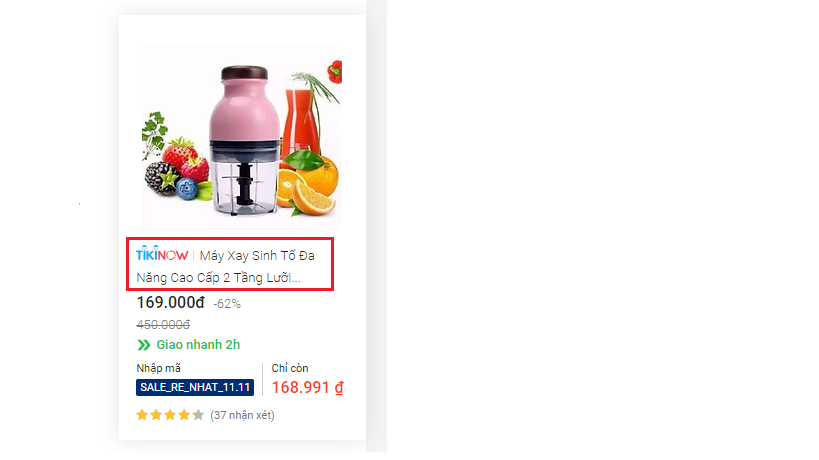 TIKINOW | Máy Xay Sinh Tố Đa
Năng Cao Cấp 2 Tầng Lưỡi...
169.000đ -62%
450.000đ
Giao nhanh 2h
Nhập mã
SALE_RE_NHAT_11.11
Chỉ còn
168.991 ₫
(37 nhận xét)